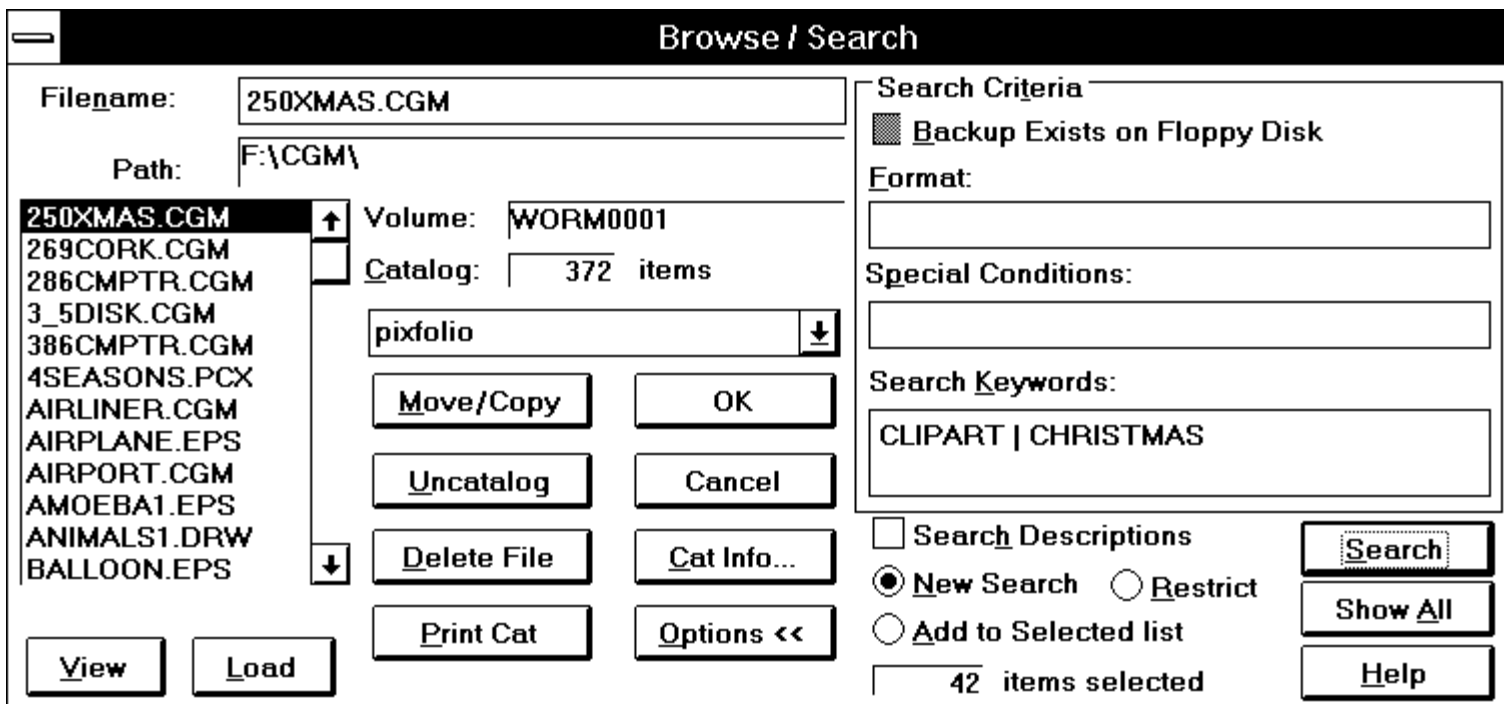 Browse / Search
Filename: 250XMAS.CGM
Path: F:\CGM\
250XMAS.CGM
269CORK.CGM
286CMPTR.CGM
3_5DISK.CGM
386CMPTR.CGM
4SEASONS.PCX
AIRLINER.CGM
AIRPLANE.EPS
AIRPORT.CGM
AMOEBA1.EPS
ANIMALS1.DRW
BALLOON.EPS
View Load
Volume: WORM0001
Catalog: 372 items
pixfolio
Move/Copy OK
Uncatalog Cancel
Delete File Cat Info...
Print Cat Options <<
Search Criteria
Backup Exists on Floppy Disk
Format:
Special Conditions:
Search Keywords:
CLIPART | CHRISTMAS
Search Descriptions
New Search Restrict
Add to Selected list
42 items selected
Search
Show All
Help